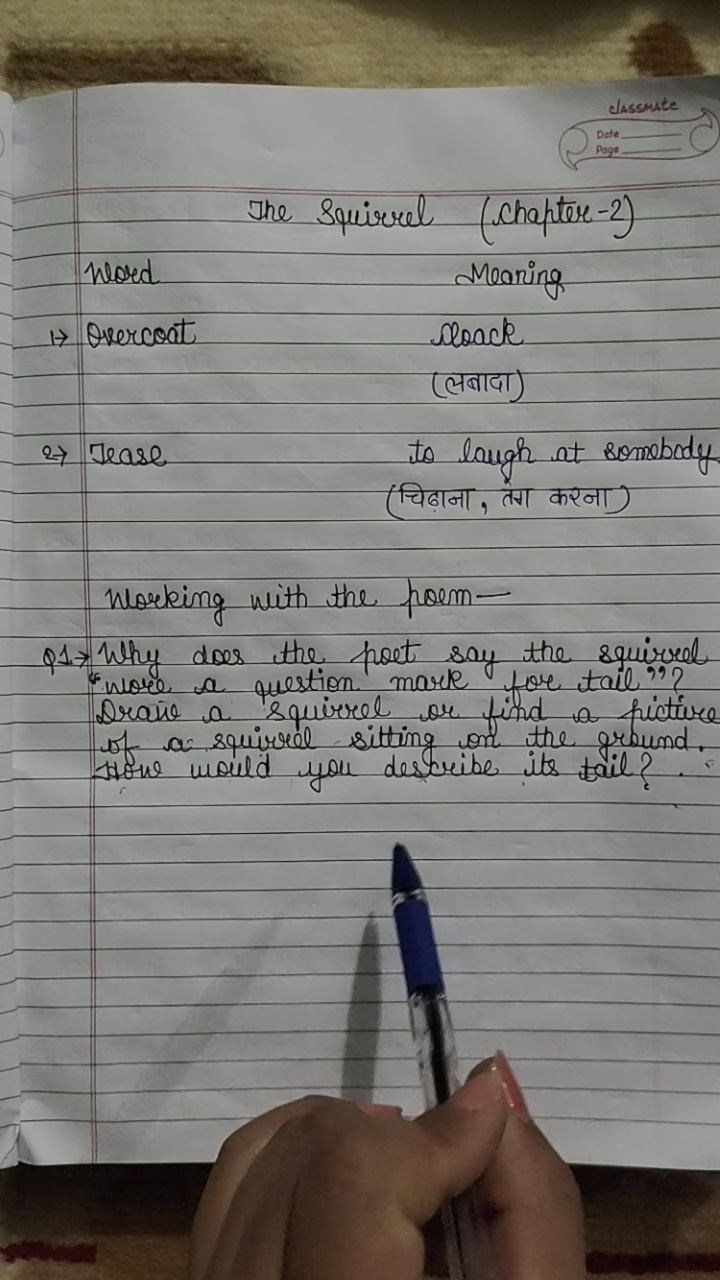 classmate
Date
Page
The Squirrel (Chapter-2)
Word Meaning
1→ Overcoat Cloack
(लबादा)
2→ Tease to laugh at somebody
(चिढ़ाना, तंग करना)
Working with the poem—
Q1→ Why does the poet say the squirrel
"wore a question mark for tail"?
Draw a squirrel or find a picture
of a squirrel sitting on the ground.
How would you describe its tail?